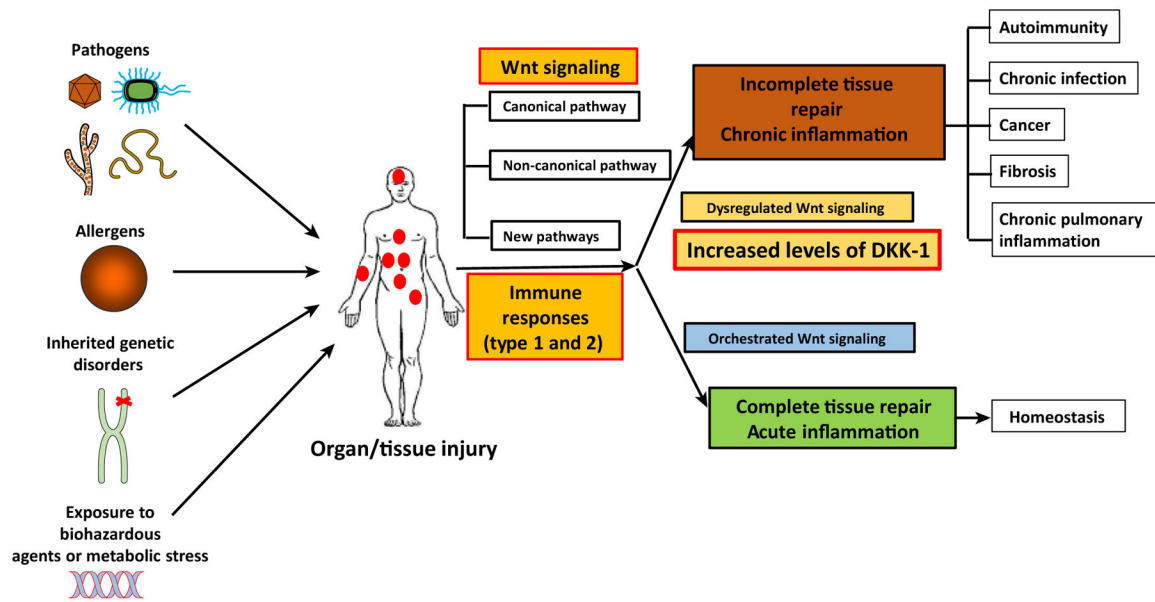 Pathogens
Allergens
Inherited genetic
disorders
Exposure to
biohazardous
agents or metabolic stress
Organ/tissue injury
Wnt signaling
Canonical pathway
Non-canonical pathway
New pathways
Immune
responses
(type 1 and 2)
Incomplete tissue
repair
Chronic inflammation
Dysregulated Wnt signaling
Increased levels of DKK-1
Orchestrated Wnt signaling
Complete tissue repair
Acute inflammation
Autoimmunity
Chronic infection
Cancer
Fibrosis
Chronic pulmonary
inflammation
Homeostasis